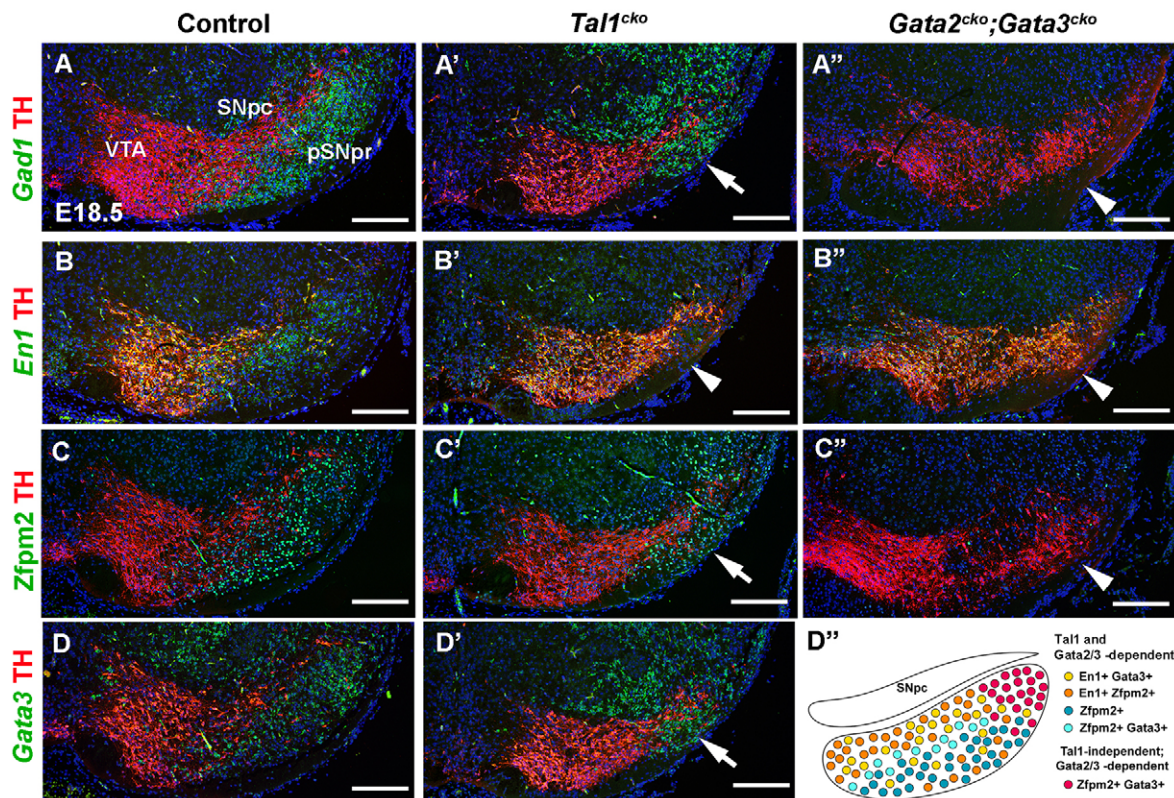 Control
Tal1cko
Gata2cko;Gata3cko
Gad1 TH
A
SNpc
VTA
pSNpr
E18.5
A'
A"
En1 TH
B
B'
B"
Zfpm2 TH
C
C'
C"
Gata3 TH
D
D'
D"
SNpc
Tal1 and
Gata2/3 -dependent
En1+ Gata3+
En1+ Zfpm2+
Zfpm2+
Zfpm2+ Gata3+
Tal1-independent;
Gata2/3 -dependent
Zfpm2+ Gata3+